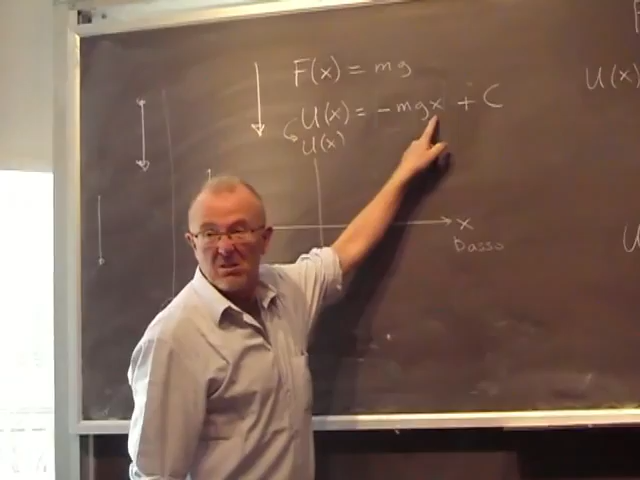 F(x) = mg
U(x) = - mgx + C
U(x)
x
basso
U(x)